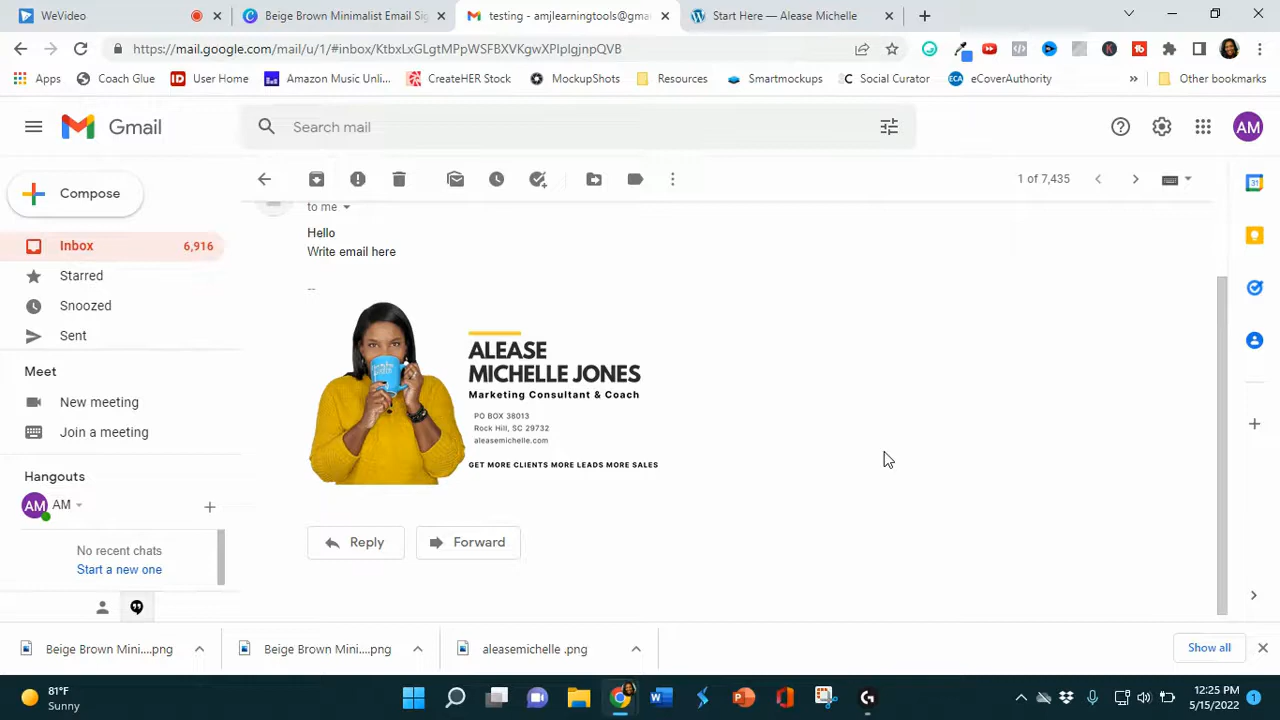 WeVideo
Beige Brown Minimalist Email Sig
testing - amjlearningtools@gma
Start Here — Alease Michelle
https://mail.google.com/mail/u/1/#inbox/KtbxLxGLgtMPpWSFBXVKgwXPlplgjnpQVB
Apps
Coach Glue
User Home
Amazon Music Unli...
CreateHER Stock
MockupShots
Resources
Smartmockups
Social Curator
ECA
eCoverAuthority
»
Other bookmarks
Gmail
Search mail
AM
Compose
1 of 7,435
31
Inbox 6,916
to me
Starred
Hello
Write email here
Snoozed
--
Sent
ALEASE
MICHELLE JONES
Marketing Consultant & Coach
PO BOX 38013
Rock Hill, SC 29732
aleasemichelle.com
GET MORE CLIENTS MORE LEADS MORE SALES
Meet
New meeting
Join a meeting
Hangouts
AM AM
No recent chats
Start a new one
Reply
Forward
Beige Brown Mini....png
Beige Brown Mini....png
aleasemichelle .png
Show all
81°F
Sunny
12:25 PM
5/15/2022
1